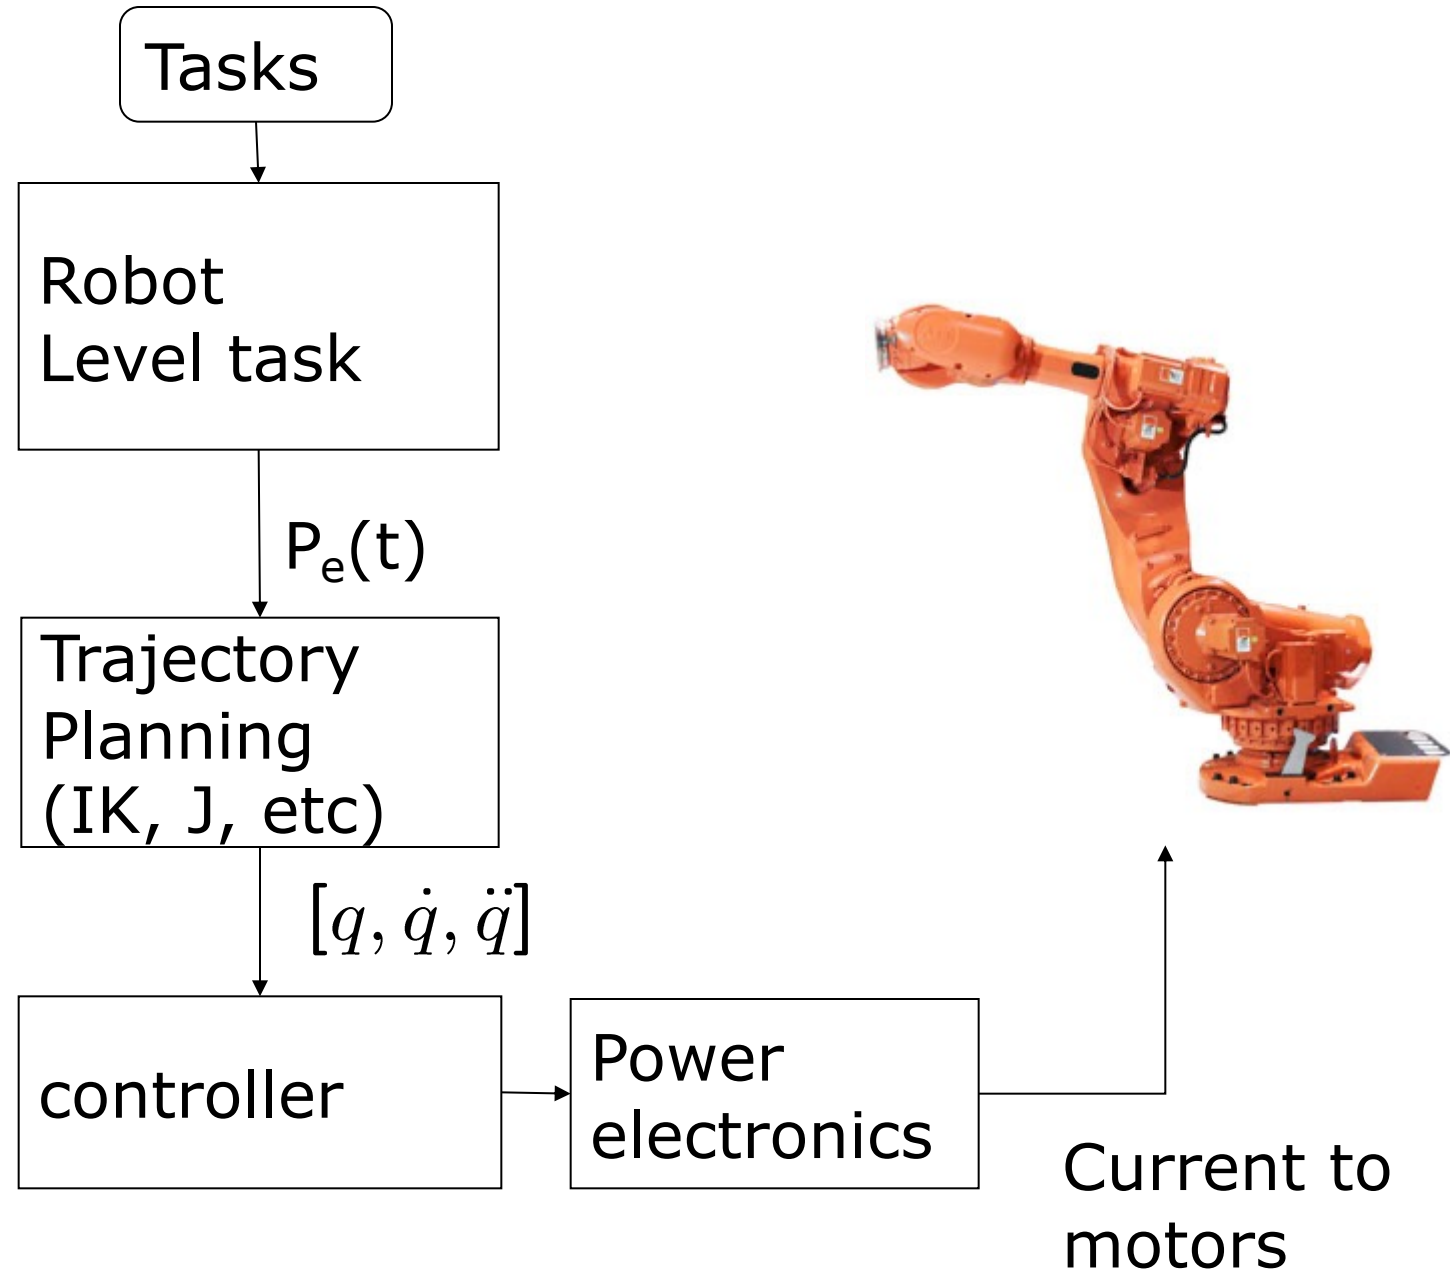 Tasks
Robot
Level task
Pₑ(t)
Trajectory
Planning
(IK, J, etc)
[q, q̇, q̈]
controller
Power
electronics
Current to
motors